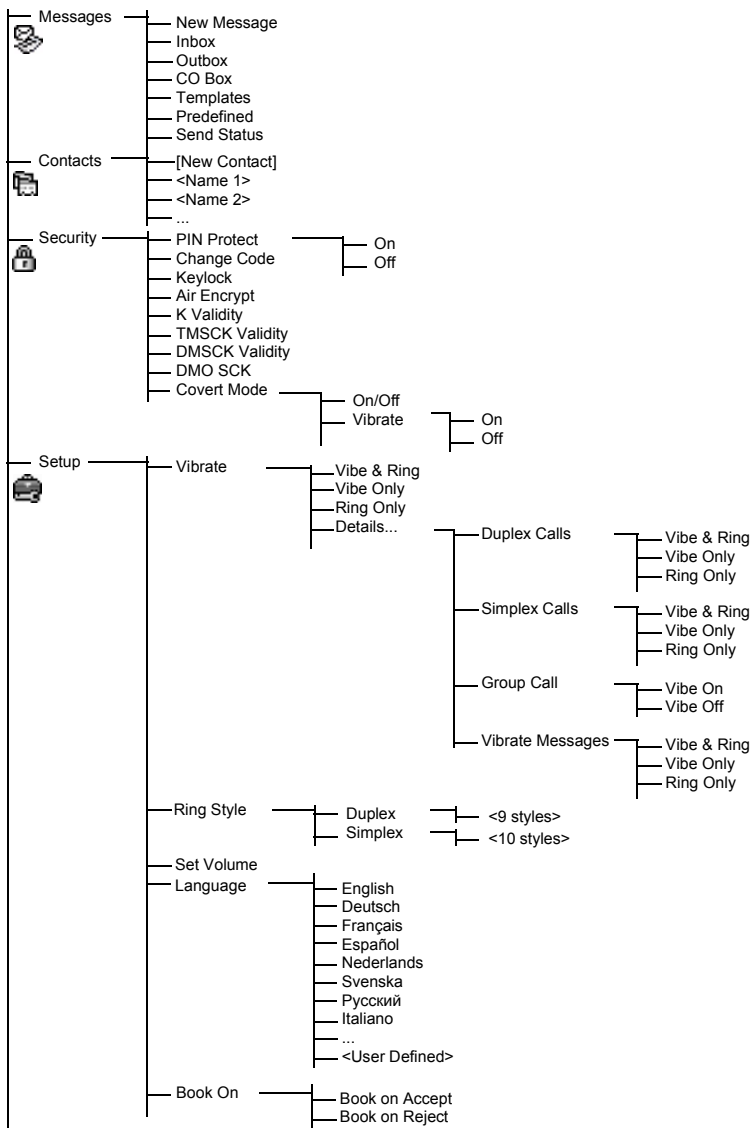 Messages
New Message
Inbox
Outbox
CO Box
Templates
Predefined
Send Status
Contacts
[New Contact]
<Name 1>
<Name 2>
...
Security
PIN Protect
On
Off
Change Code
Keylock
Air Encrypt
K Validity
TMSCK Validity
DMSCK Validity
DMO SCK
Covert Mode
On/Off
Vibrate
On
Off
Setup
Vibrate
Vibe & Ring
Vibe Only
Ring Only
Details...
Duplex Calls
Vibe & Ring
Vibe Only
Ring Only
Simplex Calls
Vibe & Ring
Vibe Only
Ring Only
Group Call
Vibe On
Vibe Off
Vibrate Messages
Vibe & Ring
Vibe Only
Ring Only
Ring Style
Duplex
<9 styles>
Simplex
<10 styles>
Set Volume
Language
English
Deutsch
Français
Español
Nederlands
Svenska
Русский
Italiano
...
<User Defined>
Book On
Book on Accept
Book on Reject